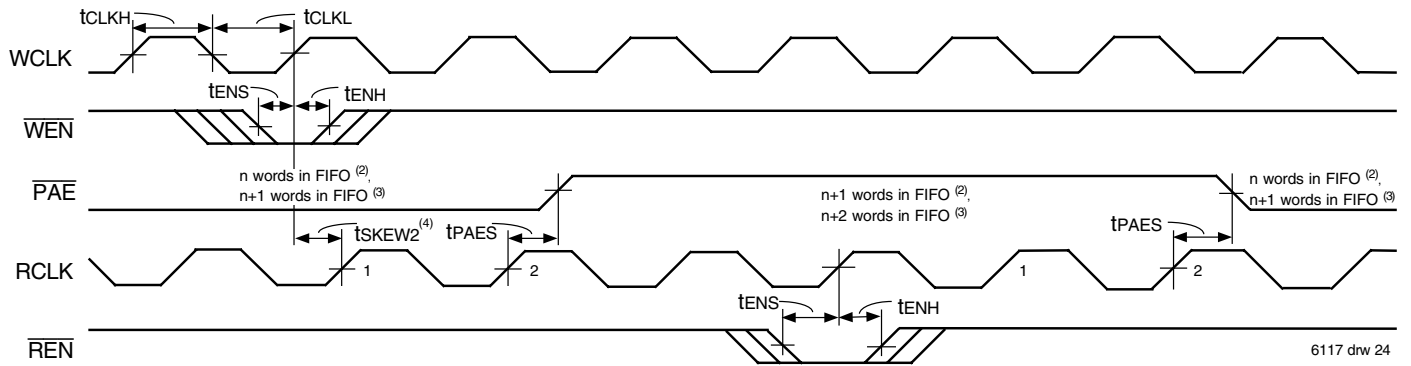 tCLKH
tCLKL
WCLK
tENS
tENH
WEN
PAE
n words in FIFO (2),
n+1 words in FIFO (3)
n+1 words in FIFO (2),
n+2 words in FIFO (3)
n words in FIFO (2),
n+1 words in FIFO (3)
tSKEW2(4)
tPAES
tPAES
RCLK
1
2
1
2
tENS
tENH
REN
6117 drw 24